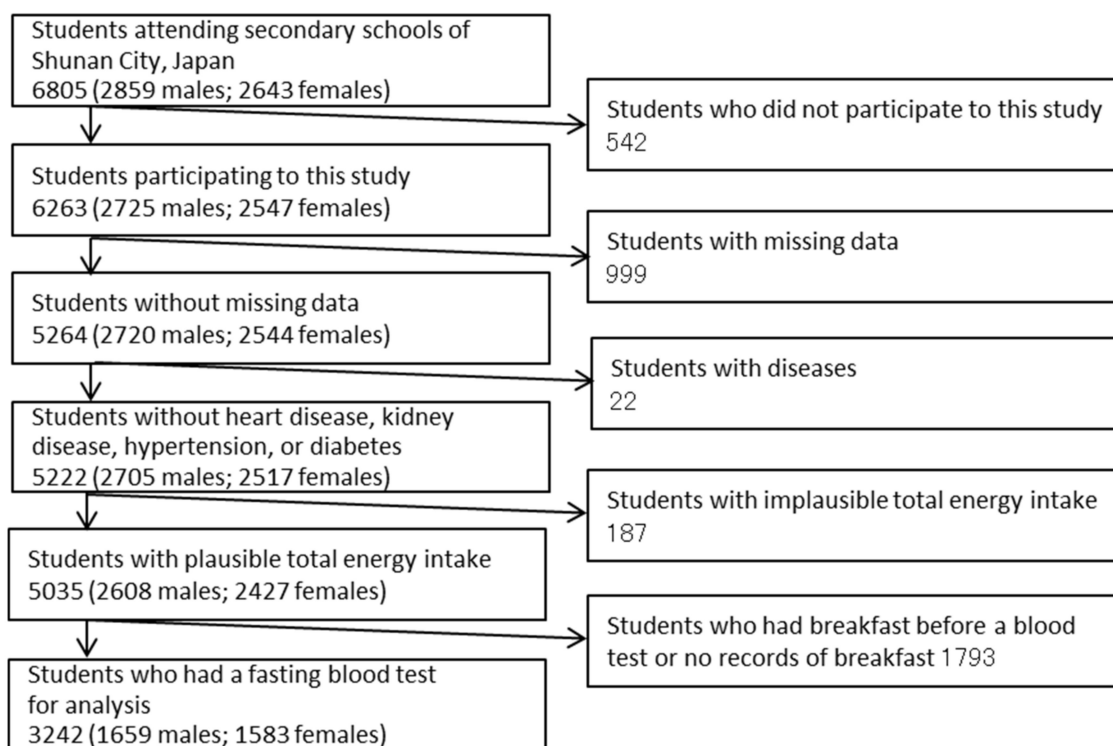 Students attending secondary schools of
Shunan City, Japan
6805 (2859 males; 2643 females)
Students who did not participate to this study
542
Students participating to this study
6263 (2725 males; 2547 females)
Students with missing data
999
Students without missing data
5264 (2720 males; 2544 females)
Students with diseases
22
Students without heart disease, kidney
disease, hypertension, or diabetes
5222 (2705 males; 2517 females)
Students with implausible total energy intake
187
Students with plausible total energy intake
5035 (2608 males; 2427 females)
Students who had breakfast before a blood
test or no records of breakfast 1793
Students who had a fasting blood test
for analysis
3242 (1659 males; 1583 females)